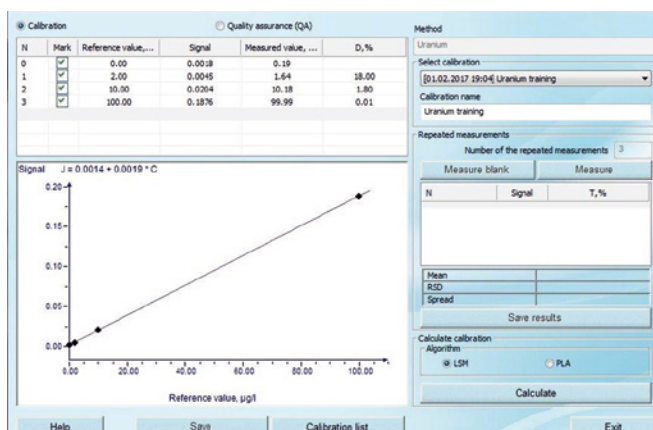 Calibration
Quality assurance (QA)
N Mark Reference value,... Signal Measured value, ... D,%
0 0.00 0.0018 0.19
1 2.00 0.0045 1.64 18.00
2 10.00 0.0204 10.18 1.80
3 100.00 0.1876 99.99 0.01
Signal J = 0.0014 + 0.0019 * C
0.20
0.15
0.10
0.05
0.00
0.00 20.00 40.00 60.00 80.00 100.00
Reference value, µg/l
Help Save Calibration list Exit
Method
Uranium
Select calibration
[01.02.2017 19:04] Uranium training
Calibration name
Uranium training
Repeated measurements
Number of the repeated measurements 3
Measure blank Measure
N Signal T,%
Mean
RSD
Spread
Save results
Calculate calibration
Algorithm
LSM PLA
Calculate